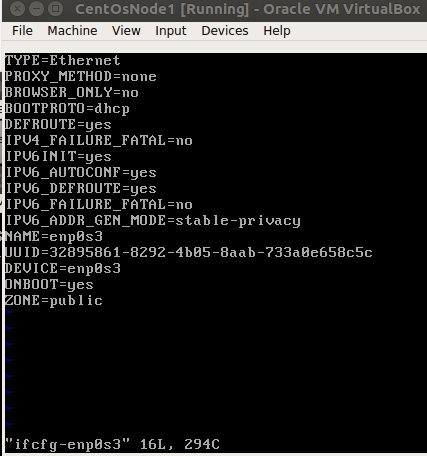 CentOsNode1 [Running] - Oracle VM VirtualBox
File Machine View Input Devices Help
TYPE=Ethernet
PROXY_METHOD=none
BROWSER_ONLY=no
BOOTPROTO=dhcp
DEFROUTE=yes
IPV4_FAILURE_FATAL=no
IPV6INIT=yes
IPV6_AUTOCONF=yes
IPV6_DEFROUTE=yes
IPV6_FAILURE_FATAL=no
IPV6_ADDR_GEN_MODE=stable-privacy
NAME=enp0s3
UUID=32895861-8292-4b05-8aab-733a0e658c5c
DEVICE=enp0s3
ONBOOT=yes
ZONE=public
~
~
~
~
~
~
~
~
"ifcfg-enp0s3" 16L, 294C